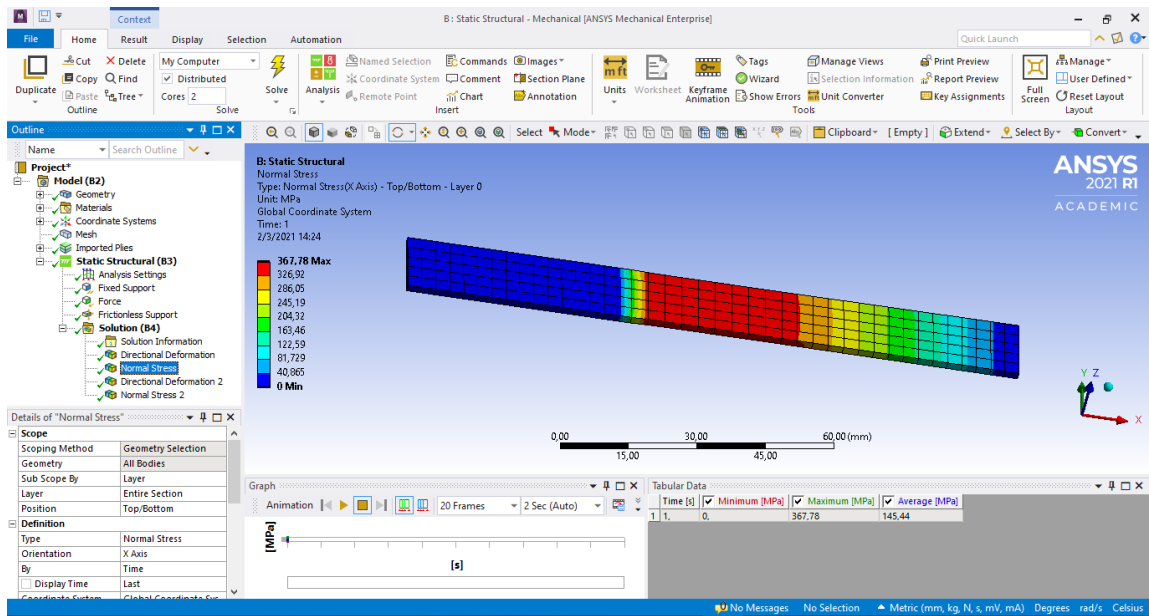 Context
B : Static Structural - Mechanical [ANSYS Mechanical Enterprise]
File Home Result Display Selection Automation
Quick Launch
Duplicate
Cut
Copy
Paste
Delete
Find
Tree
Outline
My Computer
Distributed
Cores 2
Solve
Solve
Analysis
Named Selection
Coordinate System
Remote Point
Commands
Comment
Chart
Images
Section Plane
Annotation
Insert
Units
Worksheet
Keyframe
Animation
Tags
Wizard
Show Errors
Manage Views
Selection Information
Unit Converter
Print Preview
Report Preview
Key Assignments
Tools
Full
Screen
Manage
User Defined
Reset Layout
Layout
Outline
Name Search Outline
Project*
Model (B2)
Geometry
Materials
Coordinate Systems
Mesh
Imported Plies
Static Structural (B3)
Analysis Settings
Fixed Support
Force
Frictionless Support
Solution (B4)
Solution Information
Directional Deformation
Normal Stress
Directional Deformation 2
Normal Stress 2
Details of "Normal Stress"
Scope
Scoping Method Geometry Selection
Geometry All Bodies
Sub Scope By Layer
Layer Entire Section
Position Top/Bottom
Definition
Type Normal Stress
Orientation X Axis
By Time
Display Time Last
Select Mode Clipboard [ Empty ] Extend Select By Convert
B: Static Structural
Normal Stress
Type: Normal Stress(X Axis) - Top/Bottom - Layer 0
Unit: MPa
Global Coordinate System
Time: 1
2/3/2021 14:24
367,78 Max
326,92
286,05
245,19
204,32
163,46
122,59
81,729
40,865
0 Min
ANSYS
2021 R1
ACADEMIC
Y Z
X
0,00 30,00 60,00 (mm)
15,00 45,00
Graph
Animation 20 Frames 2 Sec (Auto)
[MPa]
[s]
Tabular Data
Time [s] Minimum [MPa] Maximum [MPa] Average [MPa]
1 1, 0, 367,78 145,44
No Messages No Selection Metric (mm, kg, N, s, mV, mA) Degrees rad/s Celsius